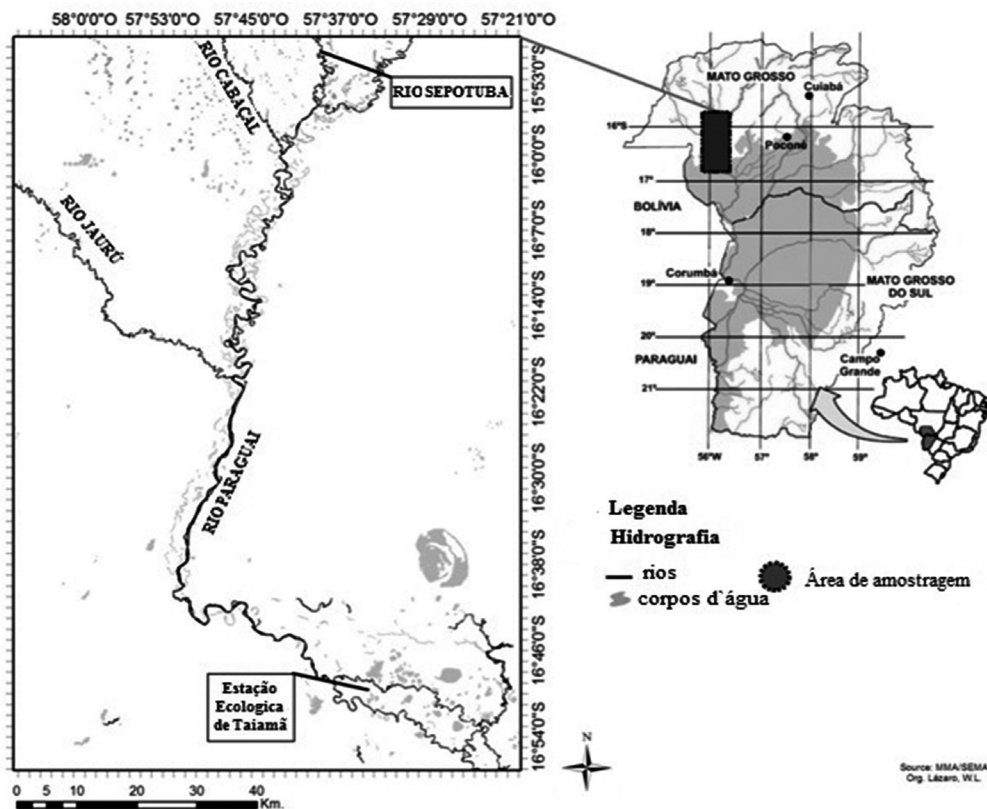 58°0'0"O 57°53'0"O 57°45'0"O 57°37'0"O 57°29'0"O 57°21'0"O
RIO CABAÇAL
RIO SEPOTUBA
RIO JAURÚ
RIO PARAGUAI
Estação
Ecologica
de Taiamã
15°53'0"S
16°0'0"S
16°7'0"S
16°14'0"S
16°22'0"S
16°30'0"S
16°38'0"S
16°46'0"S
16°54'0"S
0 5 10 20 30 40
Km.
MATO GROSSO
Cuiabá
16°S
Poconé
17°
BOLÍVIA
18°
Corumbá
19°
MATO GROSSO
DO SUL
20°
PARAGUAI
Campo
Grande
21°
56°W 57° 58° 59°
Legenda
Hidrografia
rios
corpos d`água
Área de amostragem
N
Source: MMA/SEMA
Org. Lázaro, W.L.